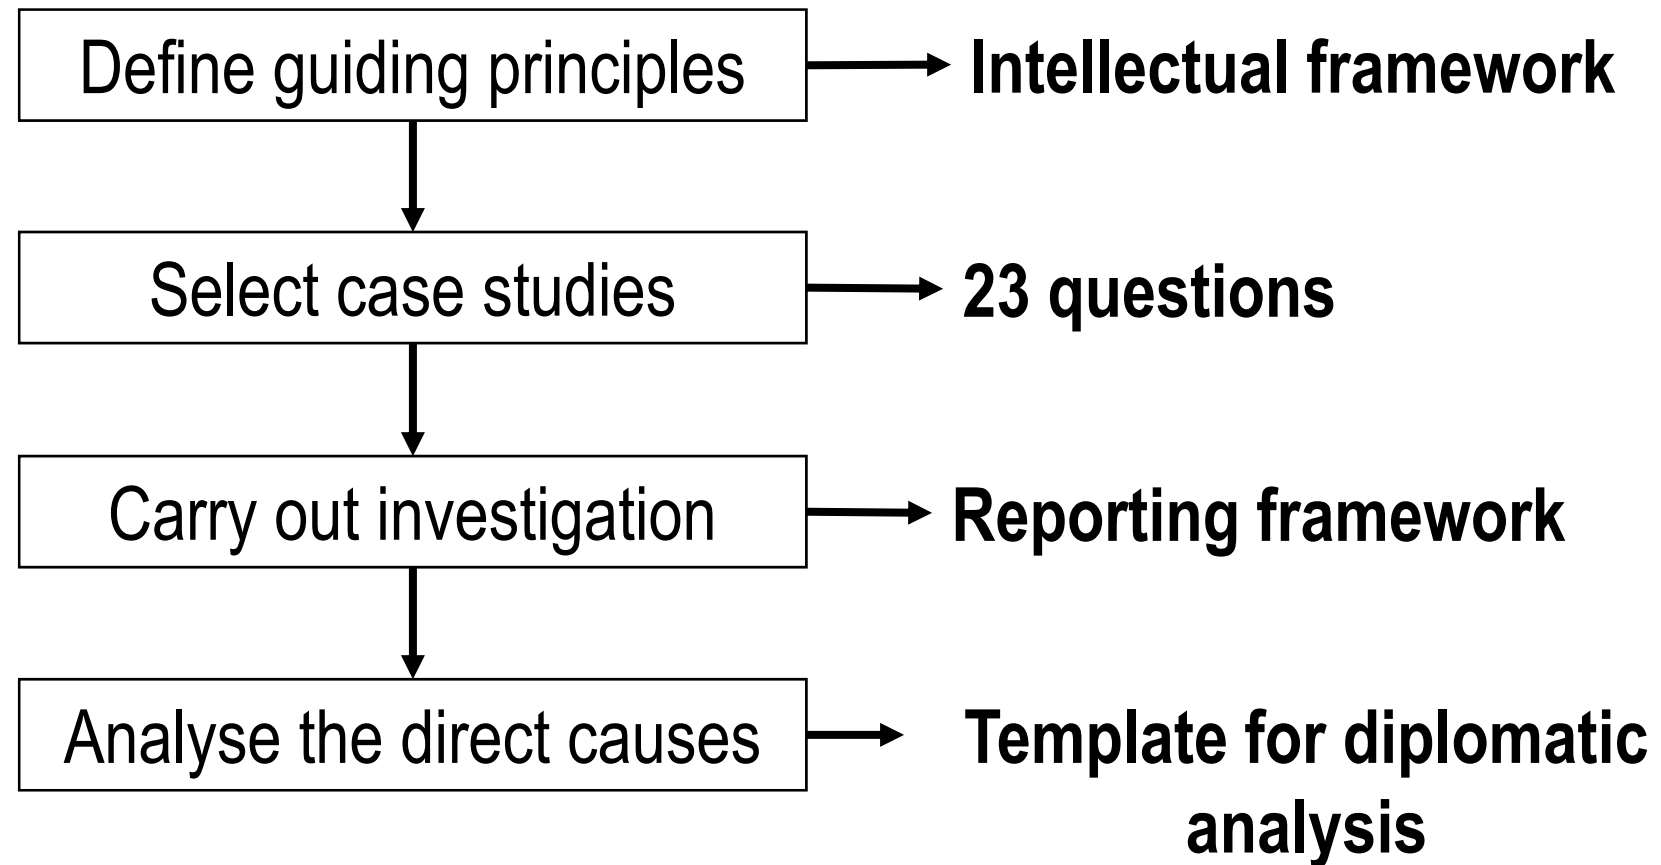 Define guiding principles
Intellectual framework
Select case studies
23 questions
Carry out investigation
Reporting framework
Analyse the direct causes
Template for diplomatic
analysis